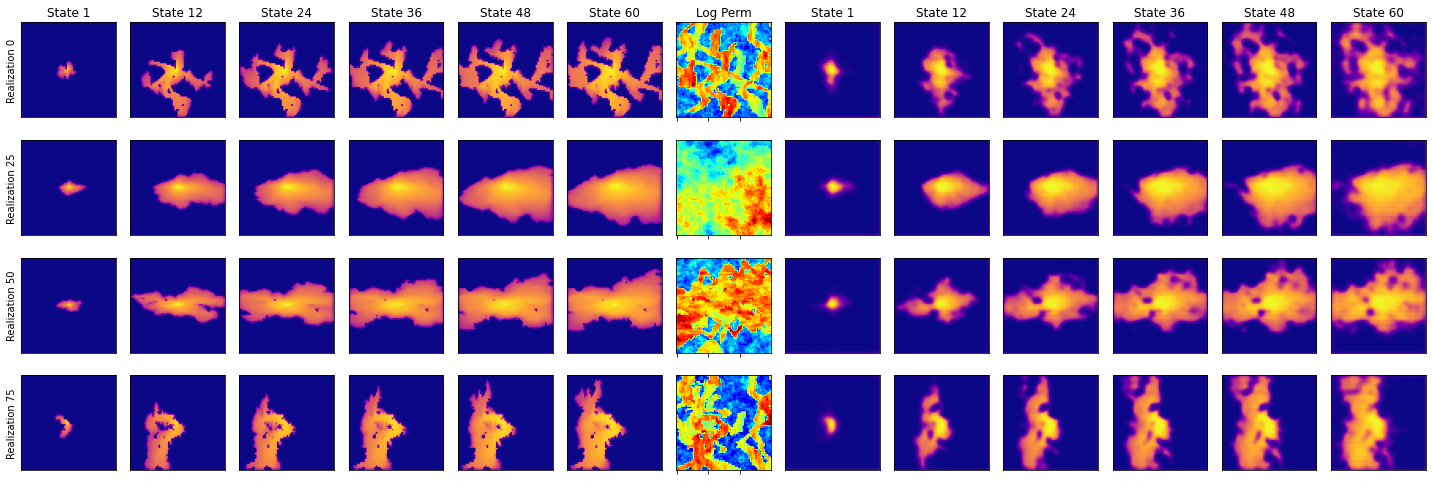 State 1 State 12 State 24 State 36 State 48 State 60 Log Perm State 1 State 12 State 24 State 36 State 48 State 60
Realization 0
Realization 25
Realization 50
Realization 75